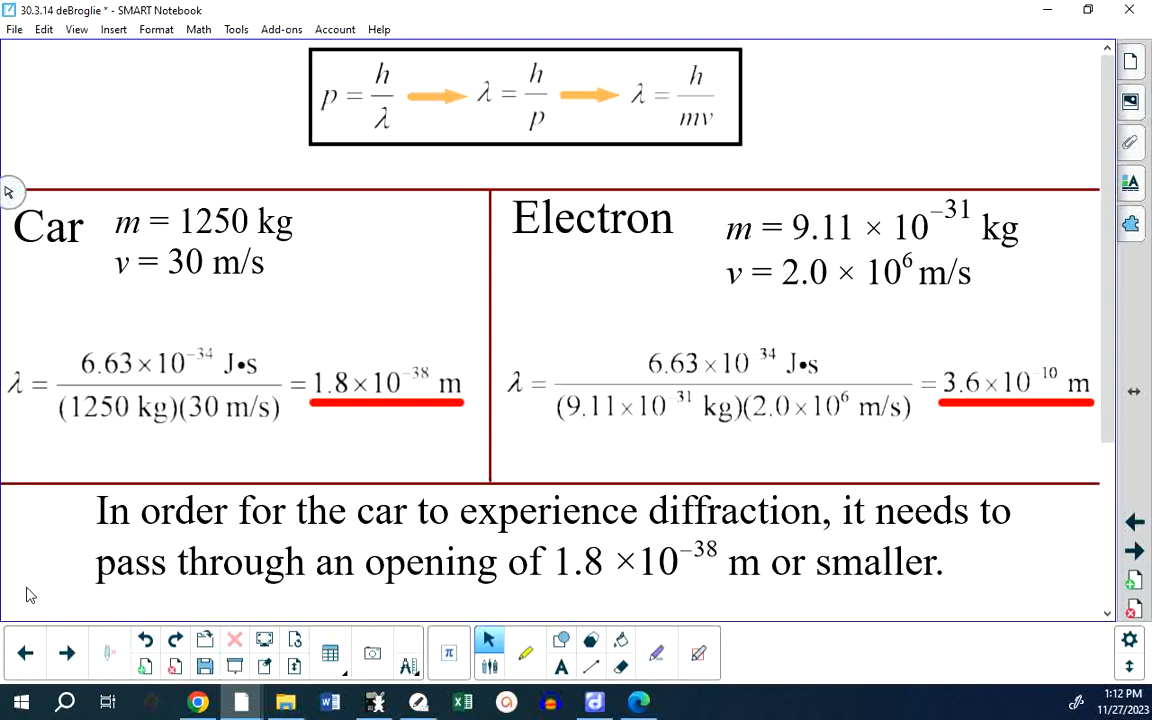 30.3.14 deBroglie * - SMART Notebook
File Edit View Insert Format Math Tools Add-ons Account Help
p = h/λ λ = h/p λ = h/mv
Car
m = 1250 kg
v = 30 m/s
λ = 6.63×10⁻³⁴ J•s / (1250 kg)(30 m/s) = 1.8×10⁻³⁸ m
Electron
m = 9.11 × 10⁻³¹ kg
v = 2.0 × 10⁶ m/s
λ = 6.63×10 ³⁴ J•s / (9.11×10 ³¹ kg)(2.0×10⁶ m/s) = 3.6×10⁻¹⁰ m
In order for the car to experience diffraction, it needs to
pass through an opening of 1.8 ×10⁻³⁸ m or smaller.
1:12 PM
11/27/2023